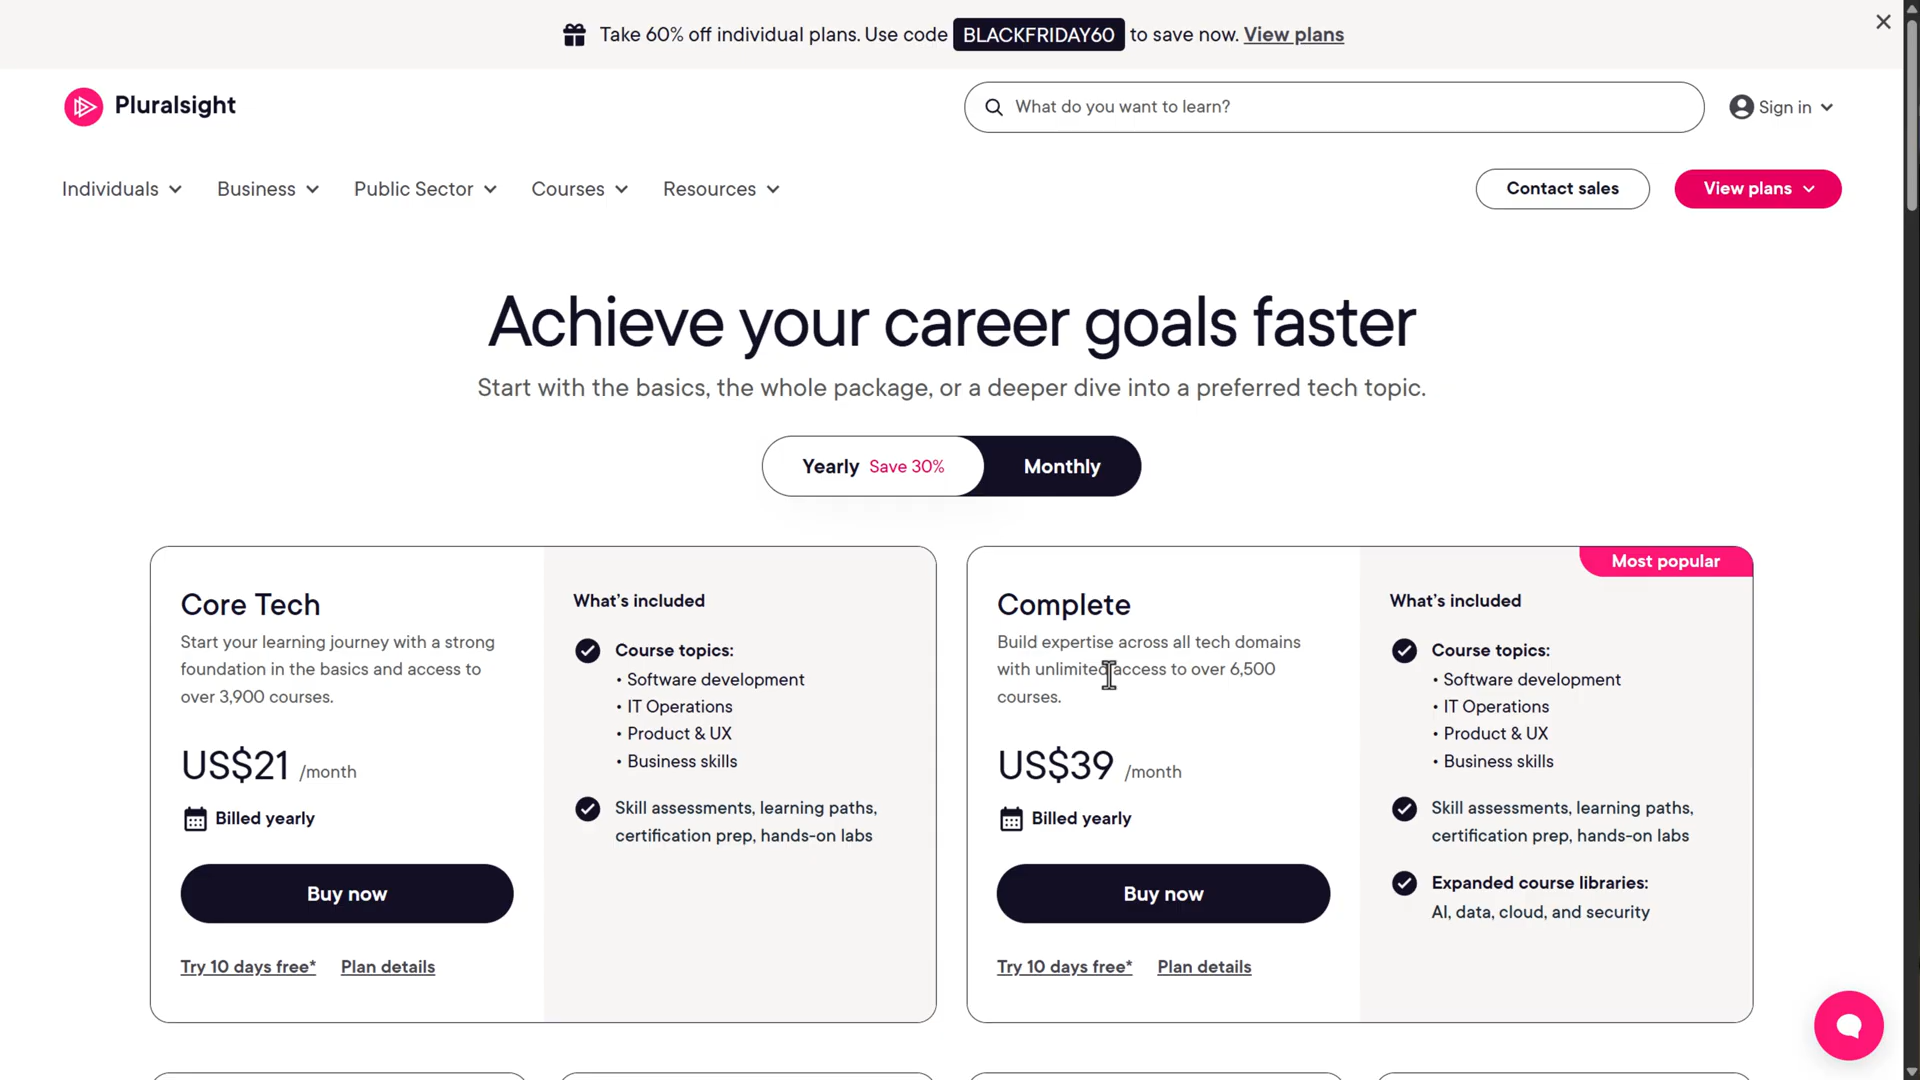 Take 60% off individual plans. Use code BLACKFRIDAY60 to save now. View plans
Pluralsight
What do you want to learn?
Sign in
Individuals
Business
Public Sector
Courses
Resources
Contact sales
View plans
Achieve your career goals faster
Start with the basics, the whole package, or a deeper dive into a preferred tech topic.
Yearly Save 30%
Monthly
Core Tech
Start your learning journey with a strong
foundation in the basics and access to
over 3,900 courses.
US$21 /month
Billed yearly
Buy now
Try 10 days free*
Plan details
What's included
Course topics:
• Software development
• IT Operations
• Product & UX
• Business skills
Skill assessments, learning paths,
certification prep, hands-on labs
Most popular
Complete
Build expertise across all tech domains
with unlimited access to over 6,500
courses.
US$39 /month
Billed yearly
Buy now
Try 10 days free*
Plan details
What's included
Course topics:
• Software development
• IT Operations
• Product & UX
• Business skills
Skill assessments, learning paths,
certification prep, hands-on labs
Expanded course libraries:
AI, data, cloud, and security